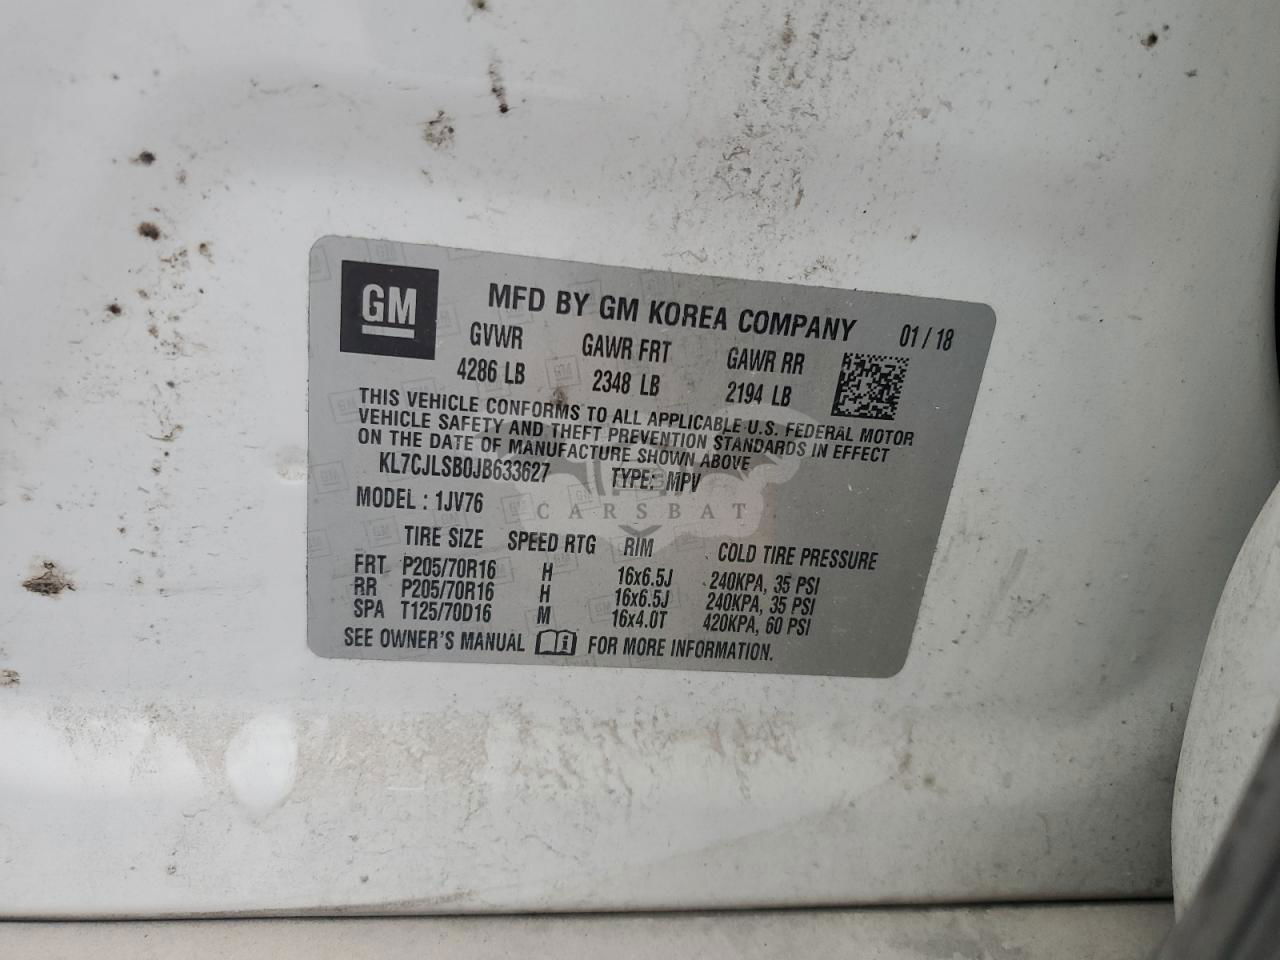 GM
MFD BY GM KOREA COMPANY 01 / 18
GVWR GAWR FRT GAWR RR
4286 LB 2348 LB 2194 LB
THIS VEHICLE CONFORMS TO ALL APPLICABLE U.S. FEDERAL MOTOR
VEHICLE SAFETY AND THEFT PREVENTION STANDARDS IN EFFECT
ON THE DATE OF MANUFACTURE SHOWN ABOVE
KL7CJLSB0JB633627 TYPE: MPV
MODEL : 1JV76
CARSBAT
TIRE SIZE SPEED RTG RIM COLD TIRE PRESSURE
FRT P205/70R16 H 16x6.5J 240KPA, 35 PSI
RR P205/70R16 H 16x6.5J 240KPA, 35 PSI
SPA T125/70D16 M 16x4.0T 420KPA, 60 PSI
SEE OWNER'S MANUAL FOR MORE INFORMATION.